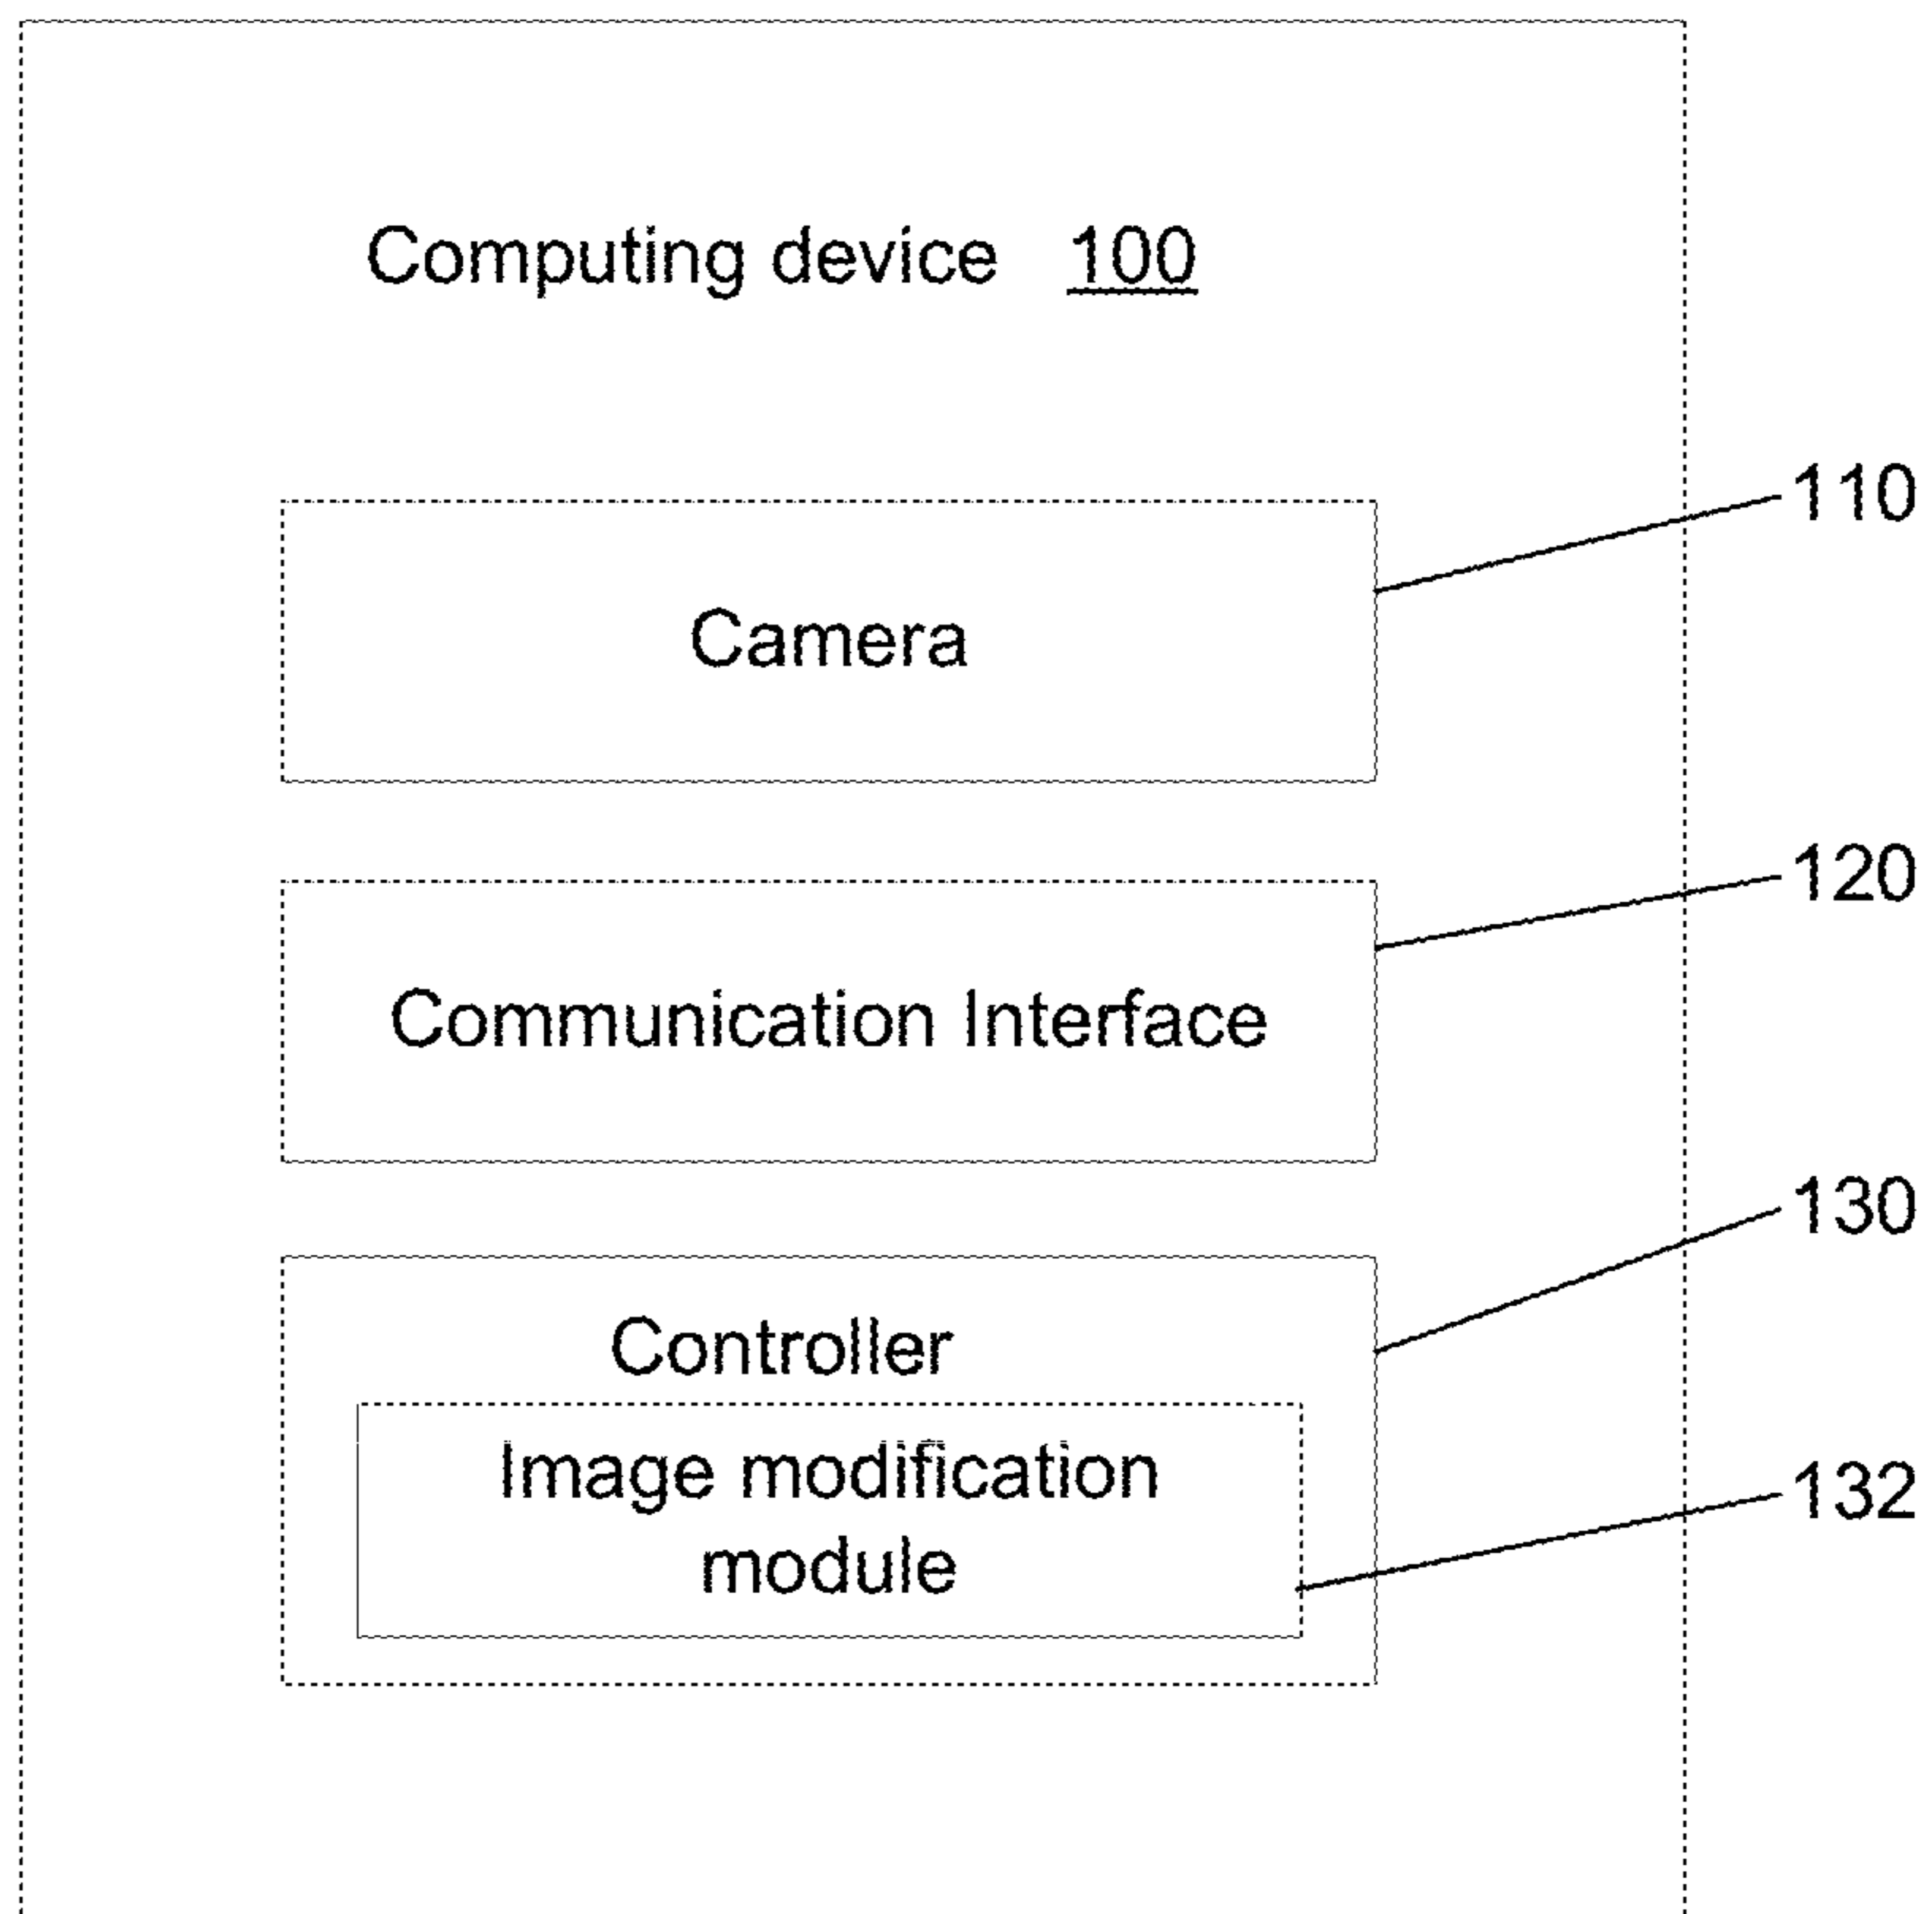 Computing device 100
110
Camera
120
Communication Interface
130
Controller
Image modification
module
132